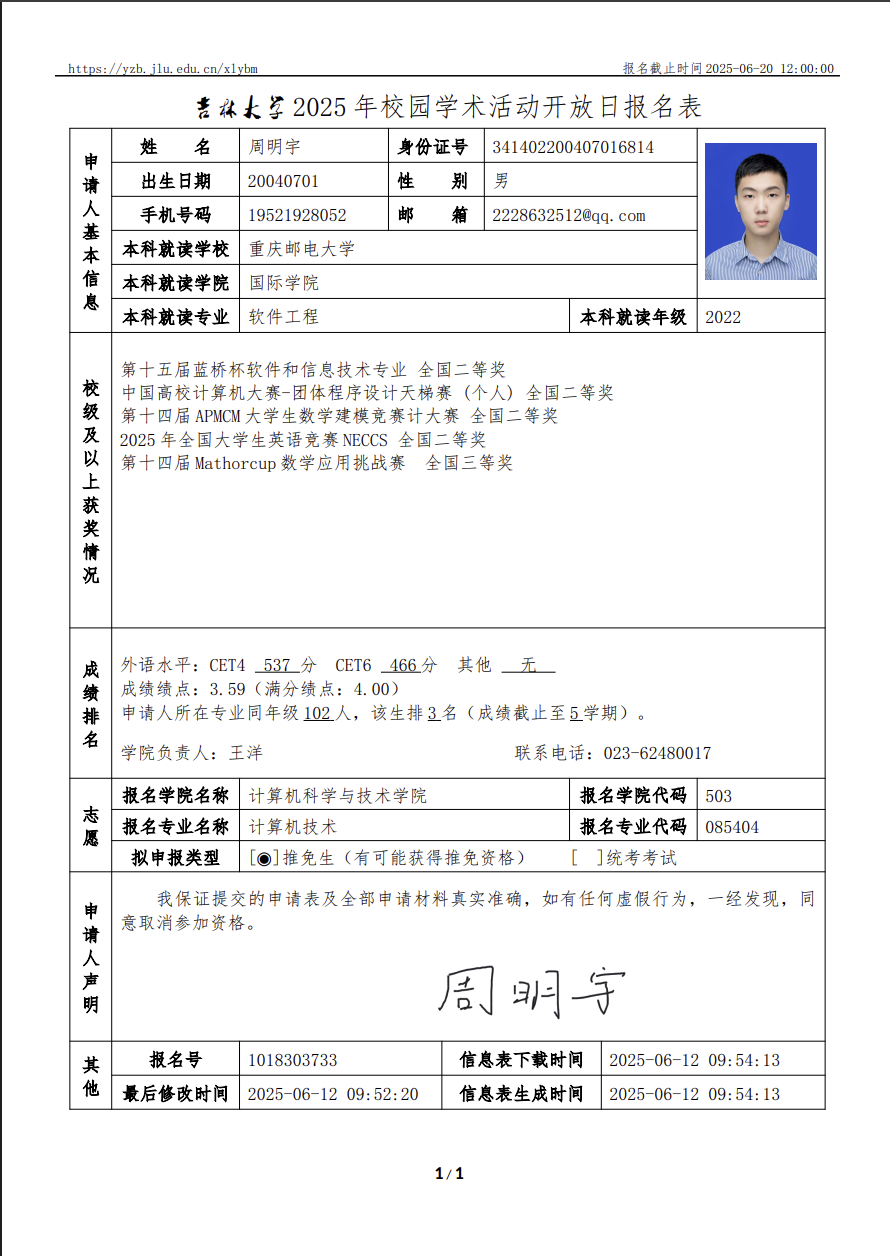 https://yzb.jlu.edu.cn/xlybm 报名截止时间2025-06-20 12:00:00
吉林大学2025年校园学术活动开放日报名表
申请人基本信息
姓 名 周明宇 身份证号 341402200407016814
出生日期 20040701 性 别 男
手机号码 19521928052 邮 箱 2228632512@qq.com
本科就读学校 重庆邮电大学
本科就读学院 国际学院
本科就读专业 软件工程 本科就读年级 2022
校级及以上获奖情况
第十五届蓝桥杯软件和信息技术专业 全国二等奖
中国高校计算机大赛-团体程序设计天梯赛 (个人) 全国二等奖
第十四届APMCM大学生数学建模竞赛计大赛 全国二等奖
2025年全国大学生英语竞赛NECCS 全国二等奖
第十四届Mathorcup数学应用挑战赛 全国三等奖
成绩排名
外语水平：CET4 537 分 CET6 466 分 其他 无
成绩绩点：3.59（满分绩点：4.00）
申请人所在专业同年级102人，该生排3名（成绩截止至5学期）。
学院负责人：王洋 联系电话：023-62480017
志愿
报名学院名称 计算机科学与技术学院 报名学院代码 503
报名专业名称 计算机技术 报名专业代码 085404
拟申报类型 [◉]推免生（有可能获得推免资格） [ ]统考考试
申请人声明
我保证提交的申请表及全部申请材料真实准确，如有任何虚假行为，一经发现，同
意取消参加资格。
周明宇
其他
报名号 1018303733 信息表下载时间 2025-06-12 09:54:13
最后修改时间 2025-06-12 09:52:20 信息表生成时间 2025-06-12 09:54:13
1 / 1